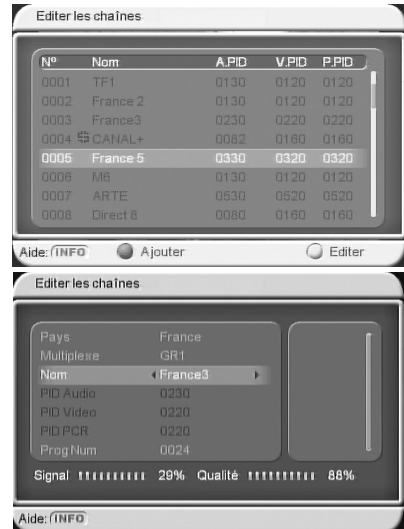 Editer les chaînes
Nº Nom A.PID V.PID P.PID
0001 TF1 0130 0120 0120
0002 France 2 0130 0120 0120
0003 France3 0230 0220 0220
0004 $ CANAL+ 0082 0160 0160
0005 France 5 0330 0320 0320
0006 M6 0130 0120 0120
0007 ARTE 0530 0520 0520
0008 Direct 8 0080 0160 0160
Aide: INFO Ajouter Editer
Editer les chaînes
Pays France
Multiplexe GR1
Nom France3
PID Audio 0230
PID Video 0220
PID PCR 0220
Prog Num 0024
Signal 29% Qualité 88%
Aide: INFO